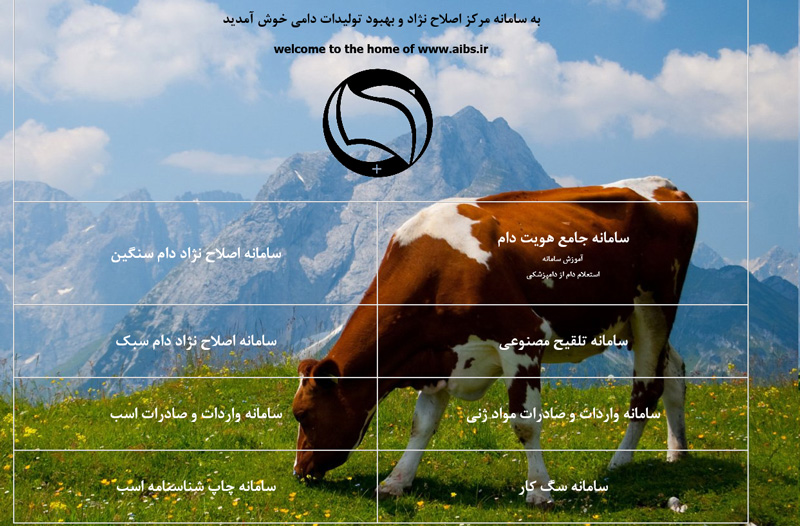 به سامانه مرکز اصلاح نژاد و بهبود تولیدات دامی خوش آمدید
welcome to the home of www.aibs.ir
سامانه جامع هویت دام
آموزش سامانه
استعلام دام از دامپزشکی
سامانه اصلاح نژاد دام سنگین
سامانه تلقیح مصنوعی
سامانه اصلاح نژاد دام سبک
سامانه واردات و صادرات مواد ژنی
سامانه واردات و صادرات اسب
سامانه سگ کار
سامانه چاپ شناسنامه اسب